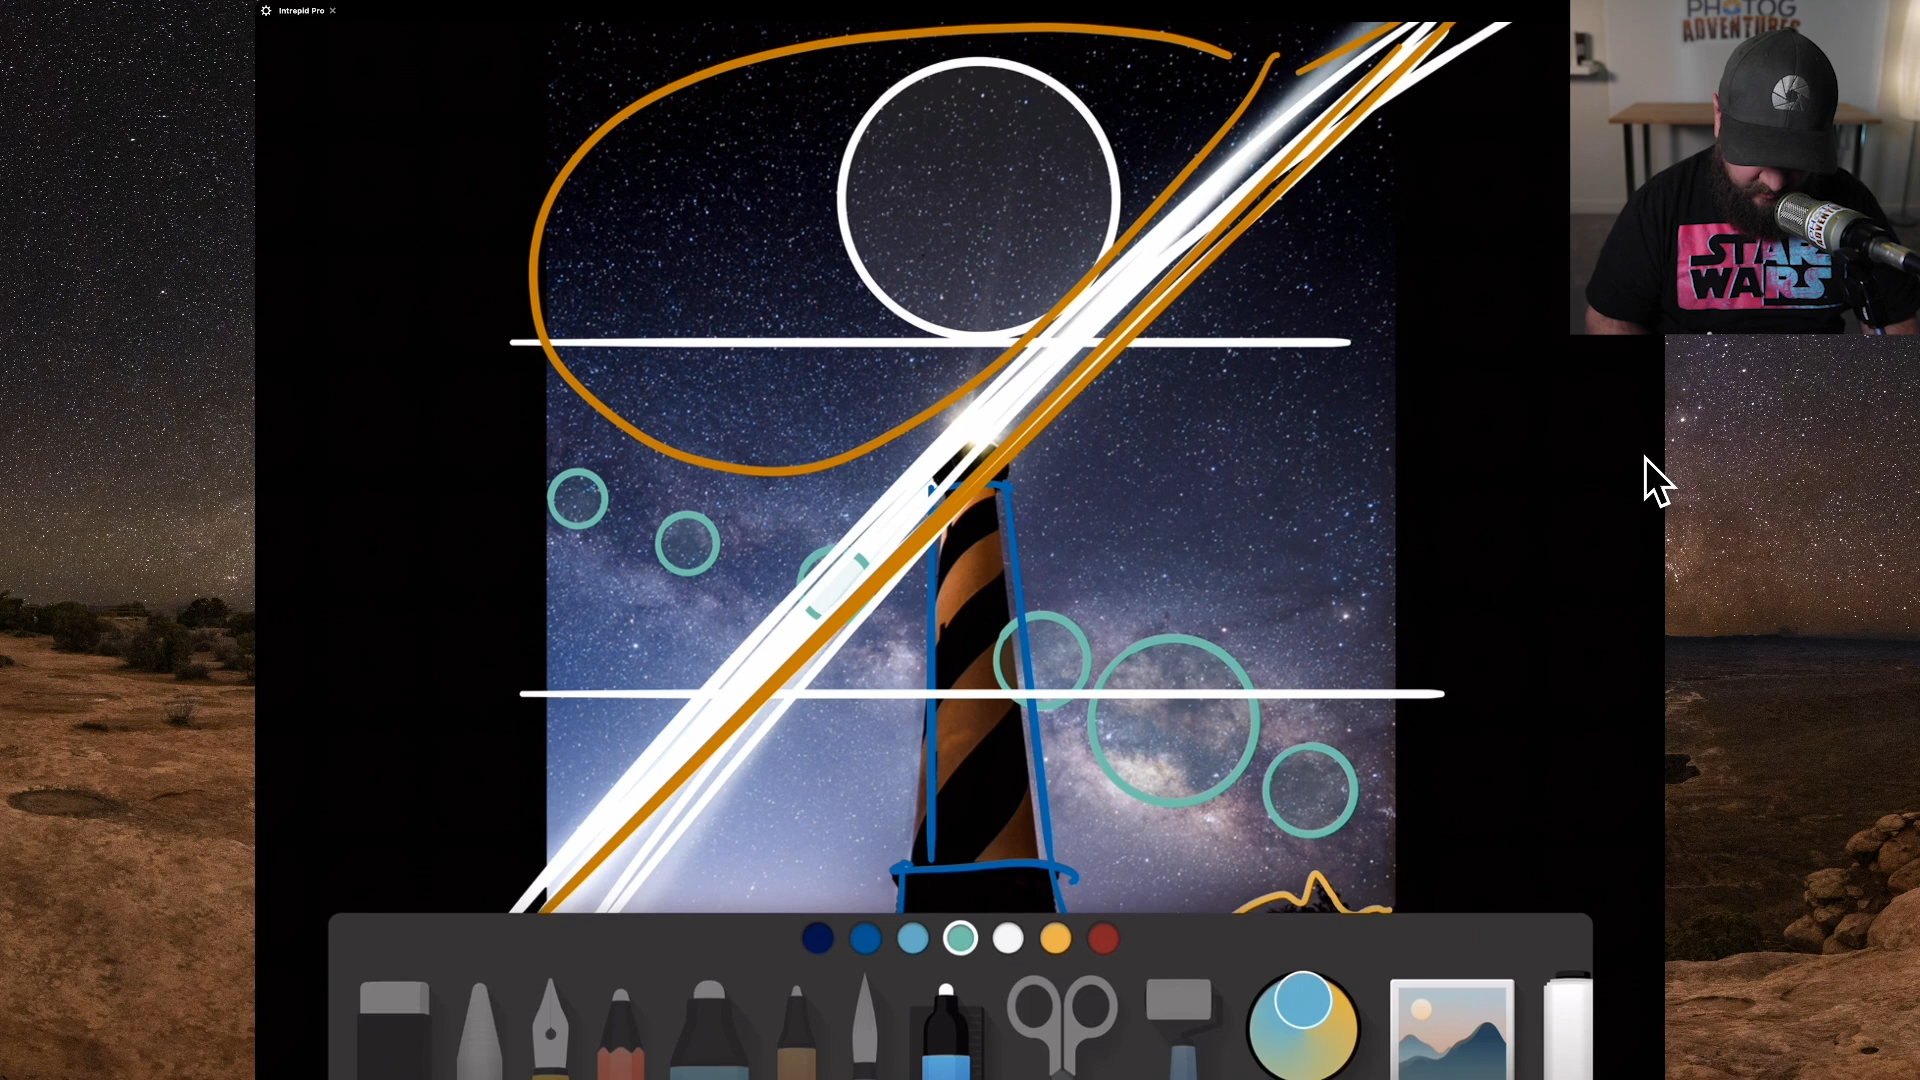 Intrepid Pro
PHOTOG
ADVENTURES
STAR
WARS